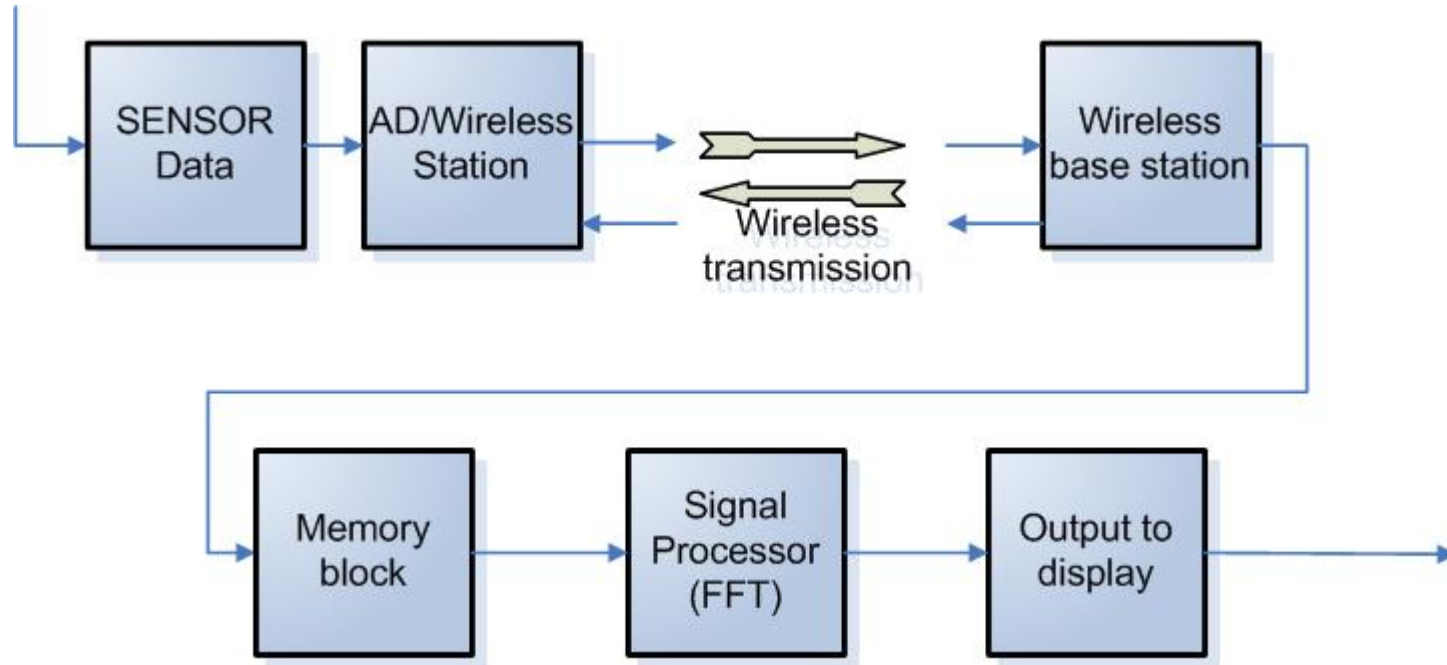 SENSOR
Data
AD/Wireless
Station
Wireless
base station
Wireless
transmission
Memory
block
Signal
Processor
(FFT)
Output to
display